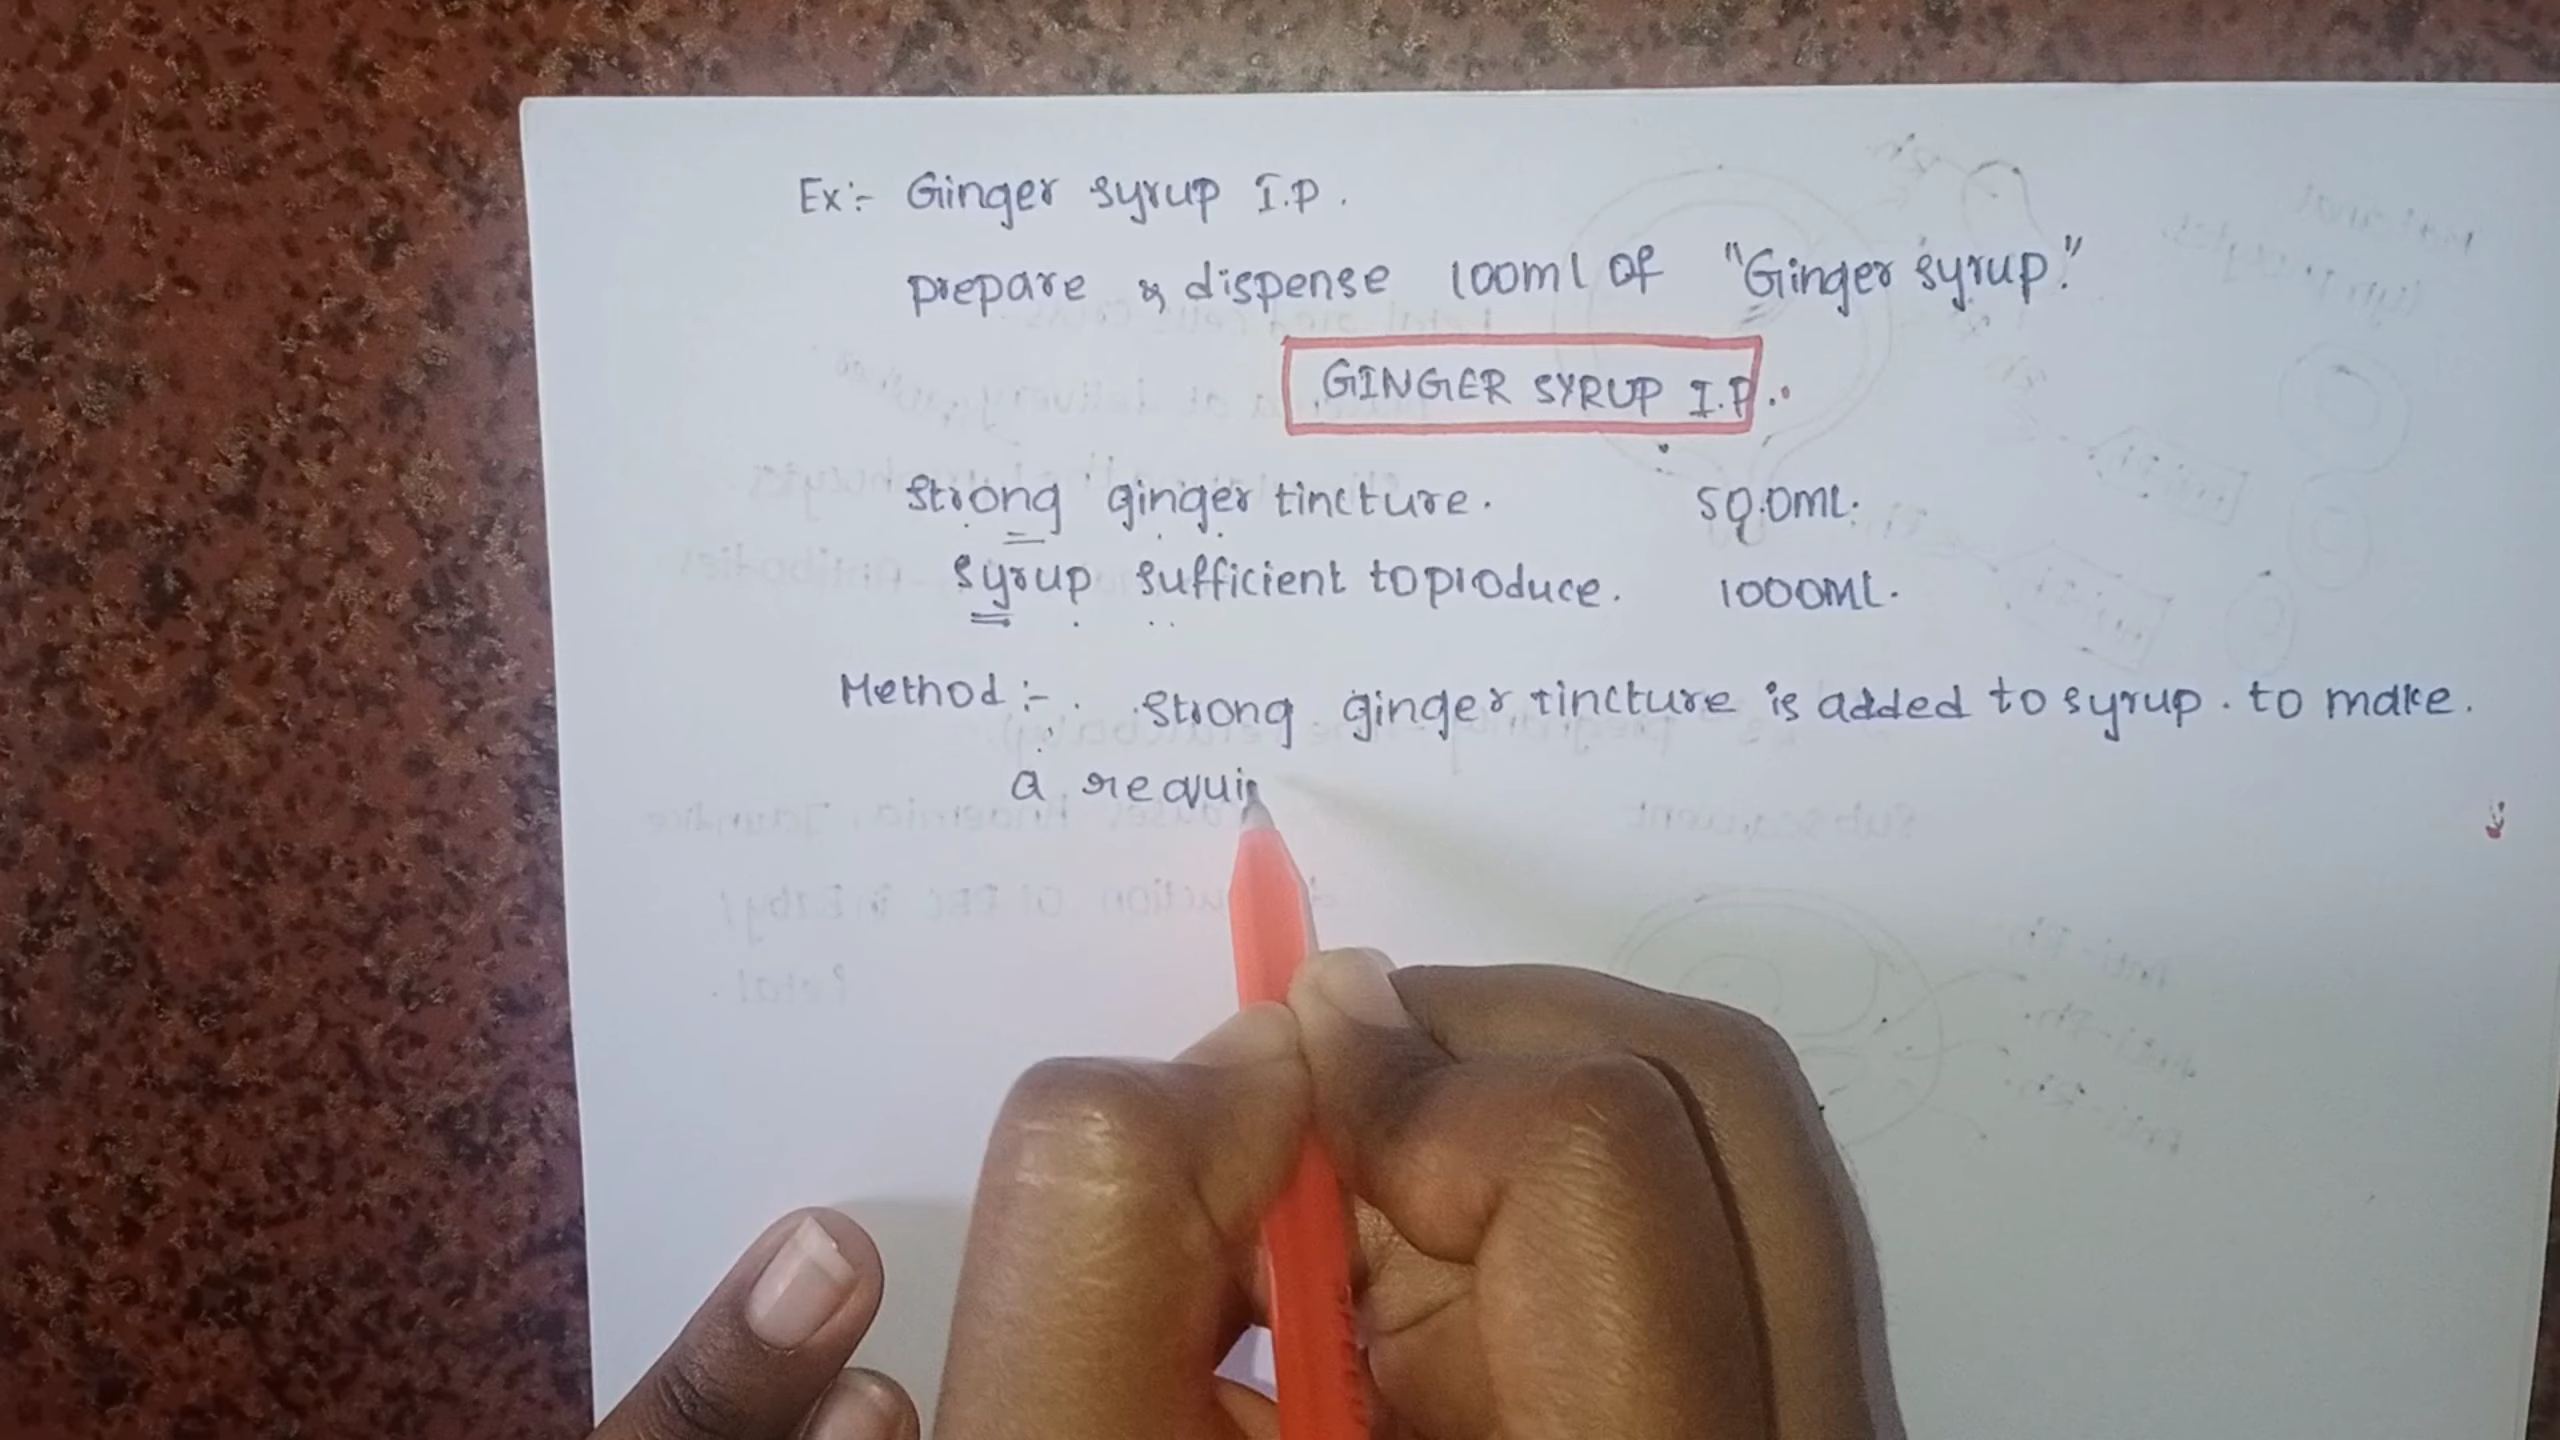 Ex:- Ginger syrup I.P.
prepare & dispense 100ml of "Ginger syrup."
GINGER SYRUP I.P.
Strong ginger tincture. 50.0ML.
syrup sufficient to produce. 1000ML.
Method :- Strong ginger tincture is added to syrup. to make.
a requi